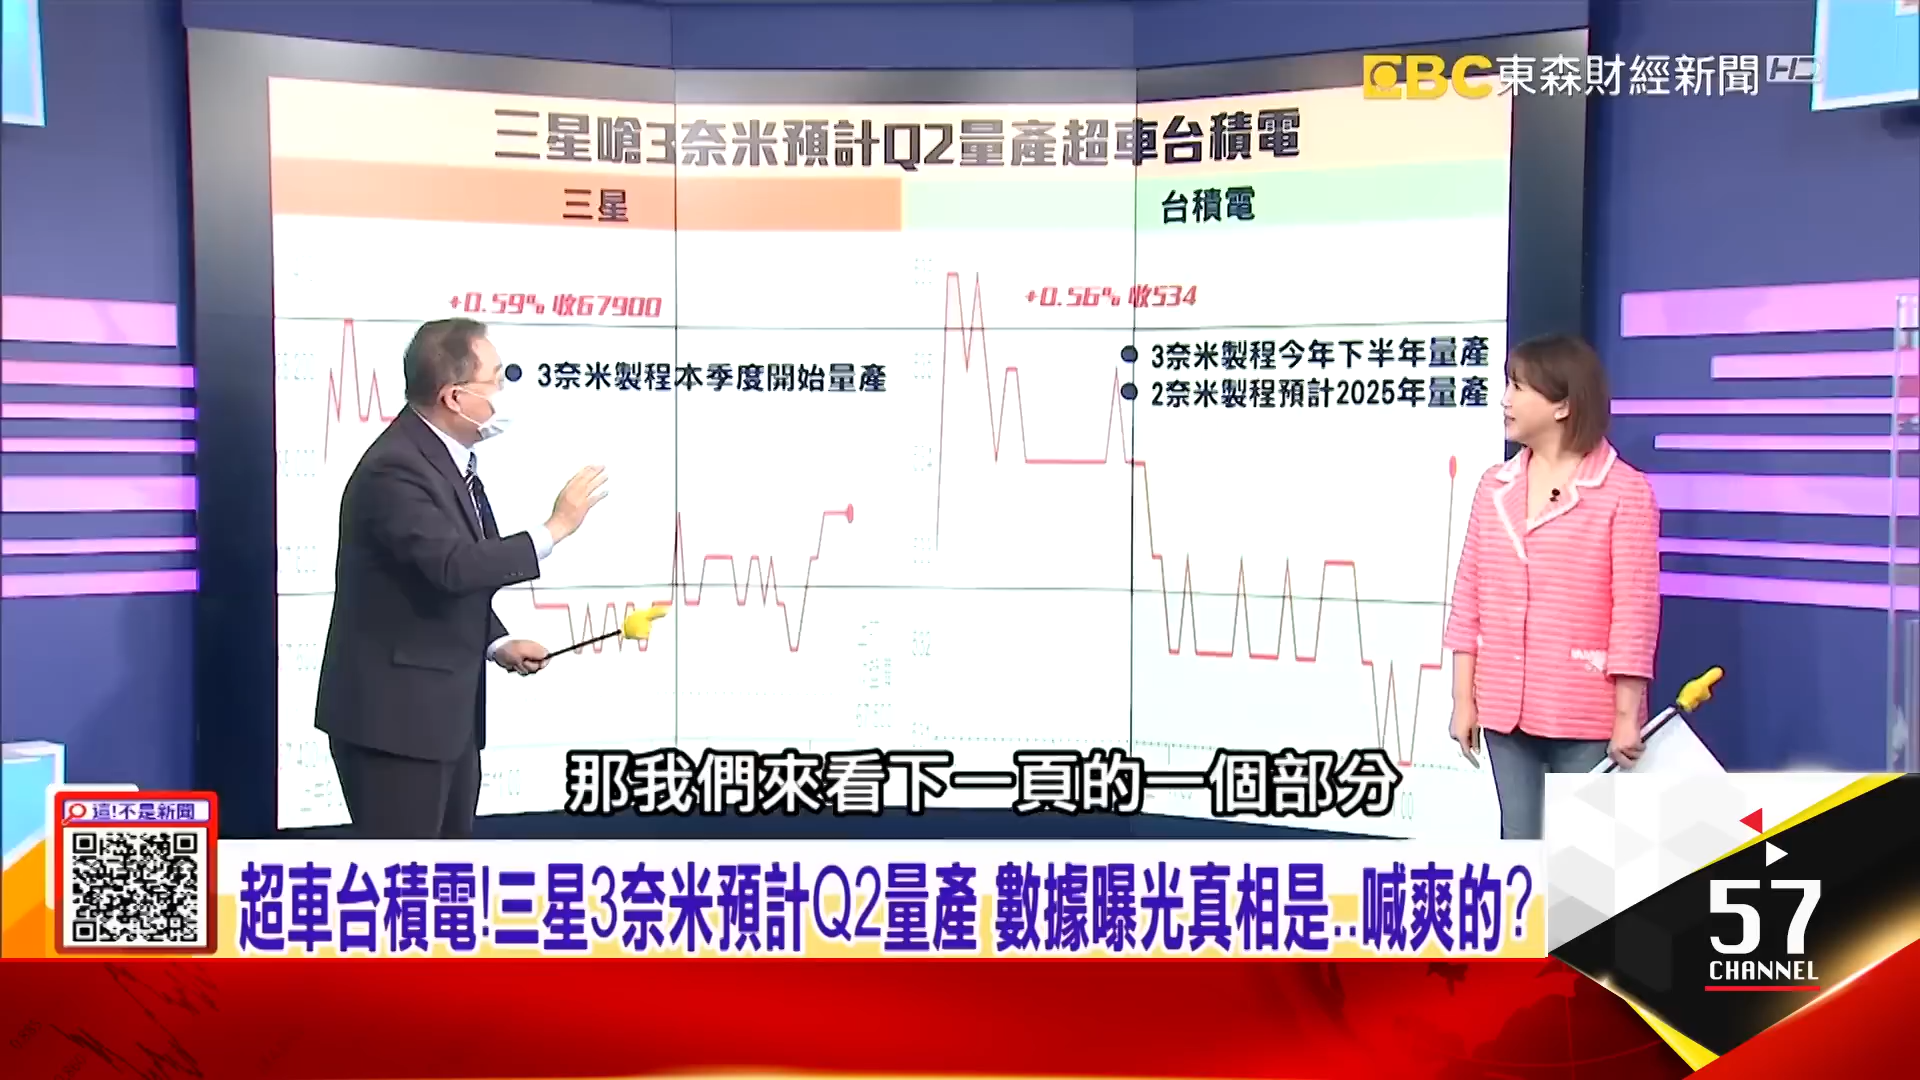 EBC 東森財經新聞 HD
三星嗆3奈米預計Q2量產超車台積電
三星
台積電
+0.59% 收67900
+0.56% 收534
3奈米製程本季度開始量產
3奈米製程今年下半年量產
2奈米製程預計2025年量產
那我們來看下一頁的一個部分
這!不是新聞
超車台積電!三星3奈米預計Q2量產 數據曝光真相是..喊爽的?
57
CHANNEL